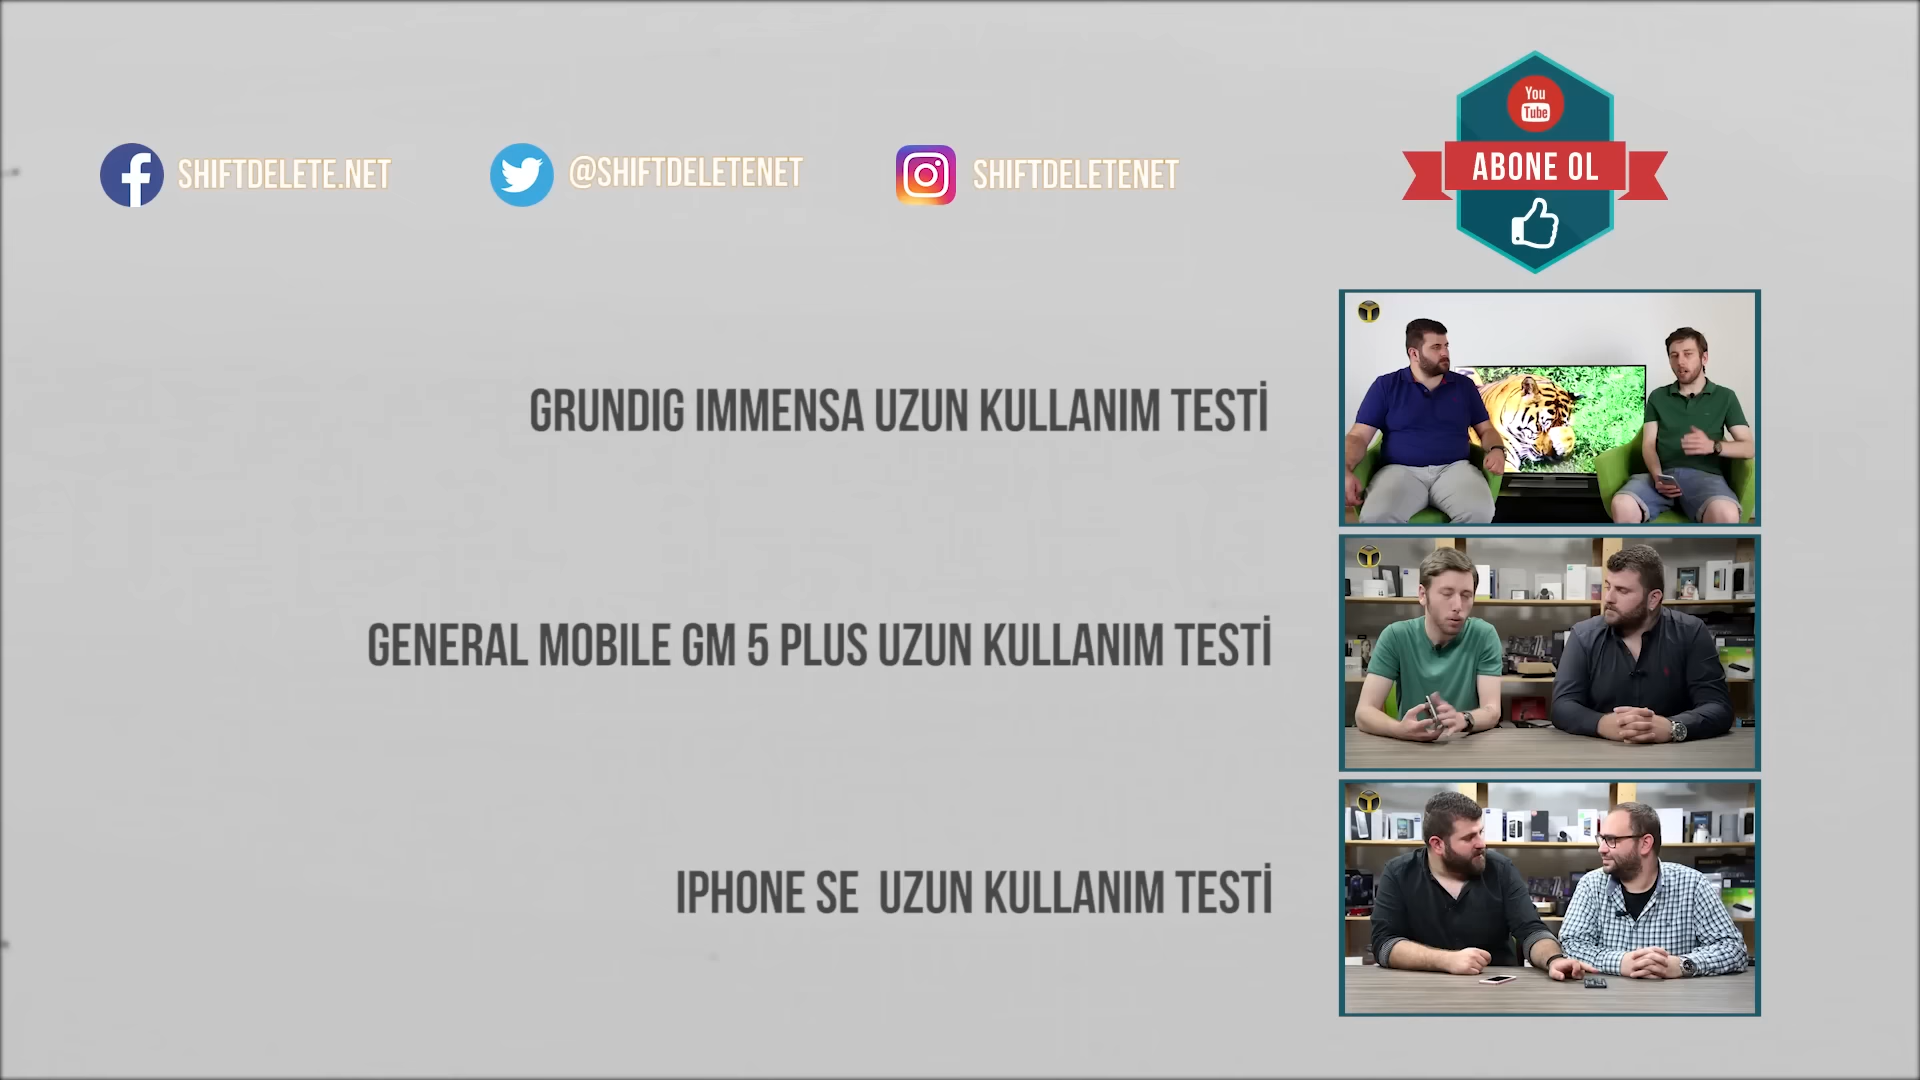 SHIFTDELETE.NET
@SHIFTDELETENET
SHIFTDELETENET
You
Tube
ABONE OL
GRUNDIG IMMENSA UZUN KULLANIM TESTİ
GENERAL MOBILE GM 5 PLUS UZUN KULLANIM TESTİ
IPHONE SE UZUN KULLANIM TESTİ